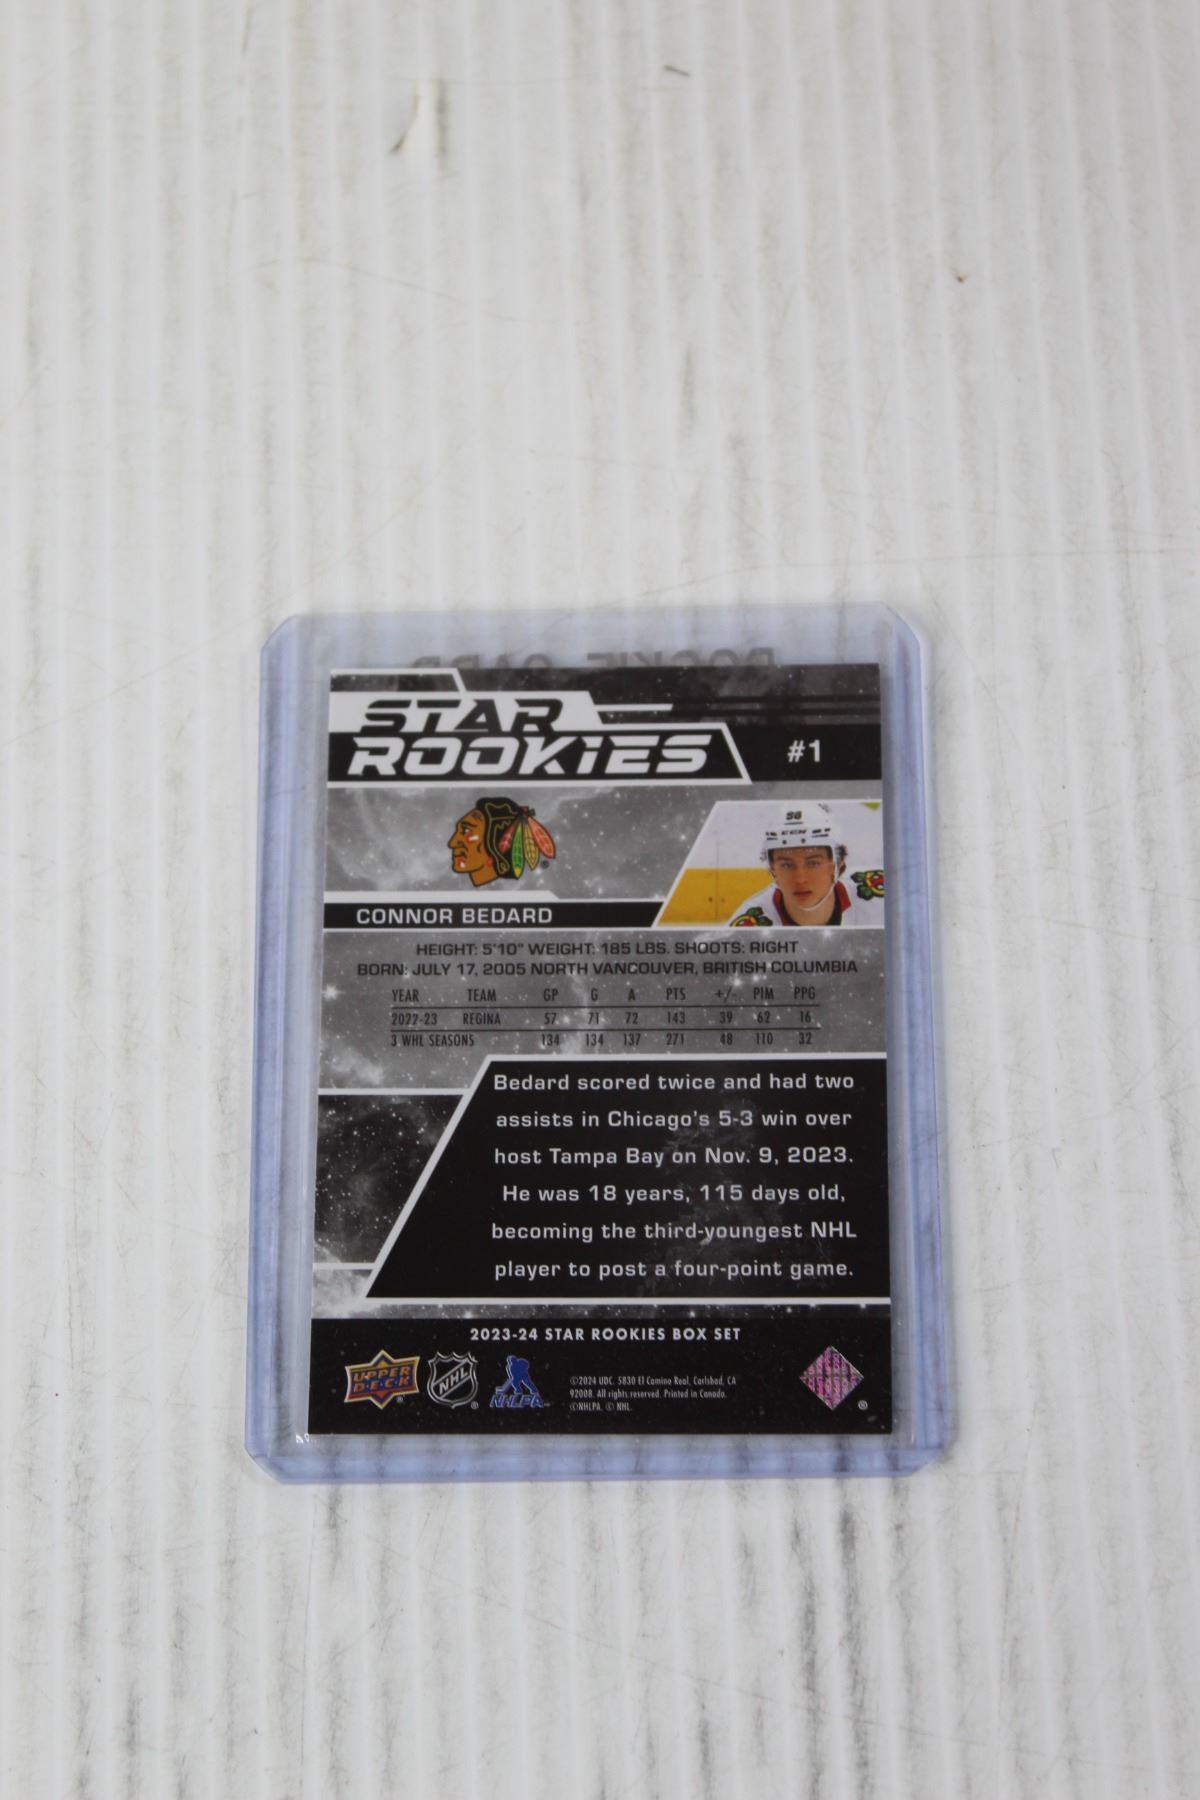 STAR
ROOKIES
#1
98
CCM
CONNOR BEDARD
HEIGHT: 5'10" WEIGHT: 185 LBS. SHOOTS: RIGHT
BORN: JULY 17, 2005 NORTH VANCOUVER, BRITISH COLUMBIA
YEAR TEAM GP G A PTS +/- PIM PPG
2022-23 REGINA 57 71 72 143 39 62 16
3 WHL SEASONS 134 134 137 271 48 110 32
Bedard scored twice and had two
assists in Chicago's 5-3 win over
host Tampa Bay on Nov. 9, 2023.
He was 18 years, 115 days old,
becoming the third-youngest NHL
player to post a four-point game.
2023-24 STAR ROOKIES BOX SET
UPPER
DECK
NHL
NHLPA
©2024 UDC. 5830 El Camino Real, Carlsbad, CA
92008. All rights reserved. Printed in Canada.
©NHLPA. © NHL.
ROOKIE CARD